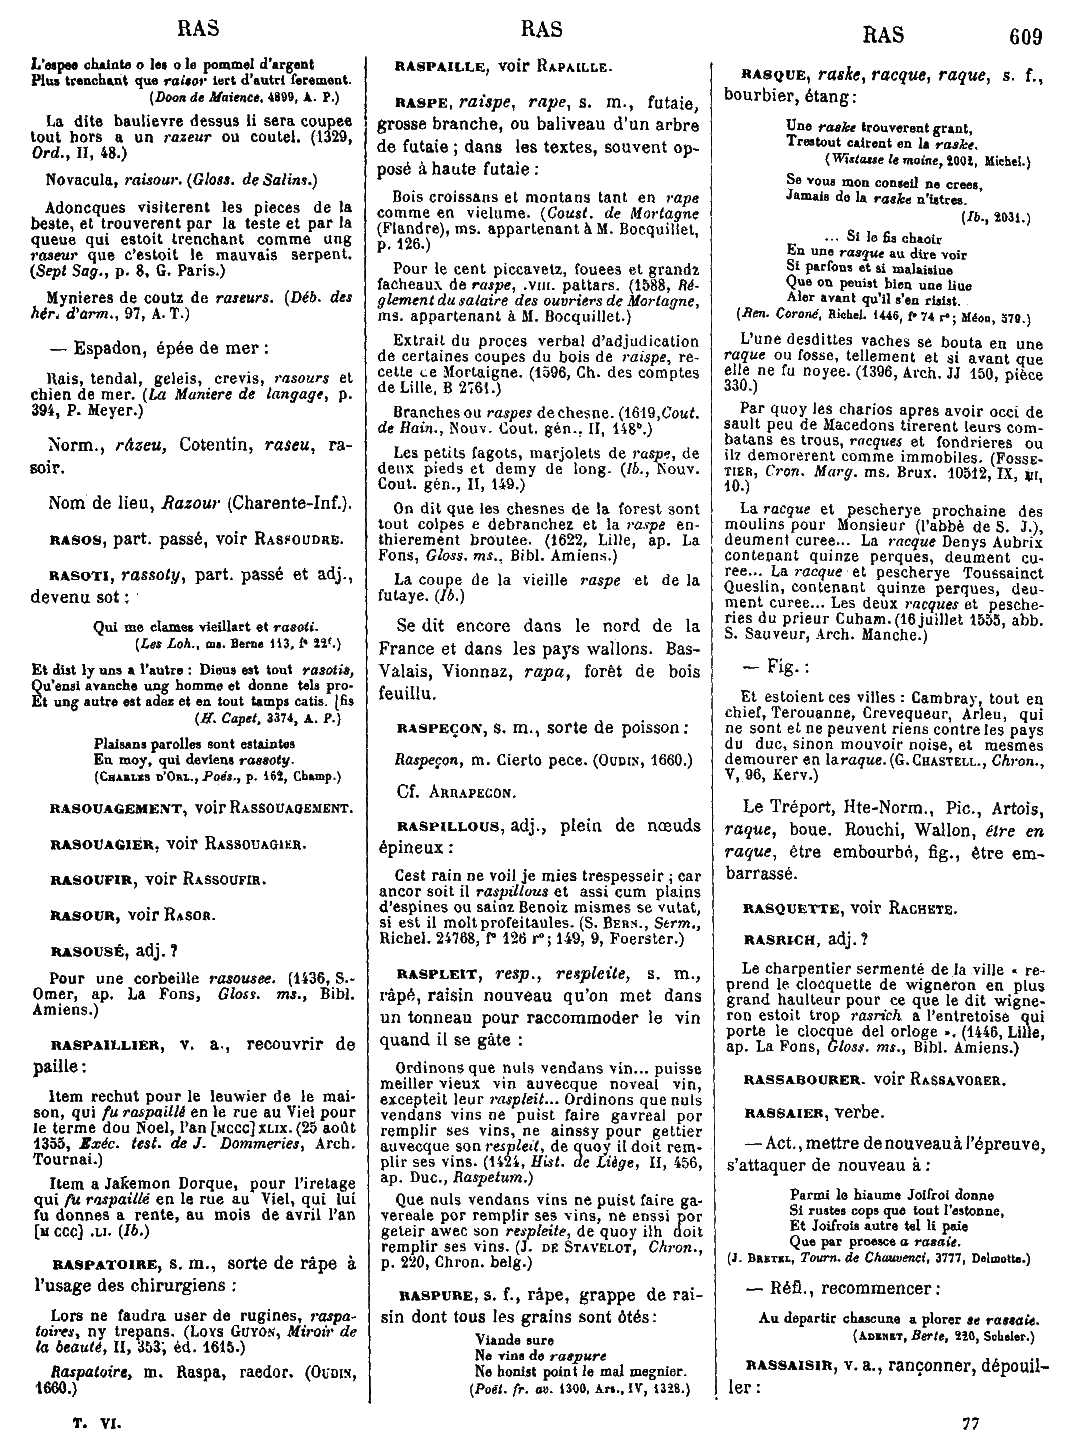 RAS
L'espee chainte o les o le pommel d'argent
Plus trenchant que raisor iert d'autri ferement.
(Doon de Maience, 4899, A. P.)
La dite baulievre dessus li sera coupee
tout hors a un razeur ou coutel. (1329,
Ord., II, 48.)
Novacula, raisour. (Gloss. de Salins.)
Adoncques visiterent les pieces de la
beste, et trouverent par la teste et par la
queue qui estoit trenchant comme ung
raseur que c'estoit le mauvais serpent.
(Sept Sag., p. 8, G. Paris.)
Mynieres de coutz de raseurs. (Déb. des
hér. d'arm., 97, A. T.)
— Espadon, épée de mer :
Rais, tendal, geleis, crevis, rasours et
chien de mer. (La Maniere de langage, p.
394, P. Meyer.)
Norm., râzeu, Cotentin, raseu, ra-
soir.
Nom de lieu, Razour (Charente-Inf.).
RASOS, part. passé, voir RASFOUDRE.
RASOTI, rassoty, part. passé et adj.,
devenu sot :
Qui me clames vieillart et rasoti.
(Les Loh., ms. Berne 113, f° 22c.)
Et dist ly uns a l'autre : Dieus est tout rasotis,
Qu'ensi avanche ung homme et donne tels pro-
Et ung autre est adez et en tout tamps catis. [fis
(H. Capet, 3374, A. P.)
Plaisans parolles sont estaintes
En moy, qui deviens rassoty.
(CHARLES D'ORL., Poés., p. 162, Champ.)
RASOUAGEMENT, voir RASSOUAGEMENT.
RASOUAGIER, voir RASSOUAGIER.
RASOUFIR, voir RASSOUFIR.
RASOUR, voir RASOR.
RASOUSÉ, adj. ?
Pour une corbeille rasousee. (1436, S.-
Omer, ap. La Fons, Gloss. ms., Bibl.
Amiens.)
RASPAILLIER, v. a., recouvrir de
paille :
Item rechut pour le leuwier de le mai-
son, qui fu raspaillé en le rue au Viel pour
le terme dou Noel, l'an [MCCC] XLIX. (25 août
1355, Exéc. test. de J. Dommeries, Arch.
Tournai.)
Item a Jakemon Dorque, pour l'iretage
qui fu raspaillé en le rue au Viel, qui lui
fu donnes a rente, au mois de avril l'an
[M CCC] .LI. (Ib.)
RASPATOIRE, s. m., sorte de râpe à
l'usage des chirurgiens :
Lors ne faudra user de rugines, raspa-
toires, ny trepans. (LOYS GUYON, Miroir de
la beauté, II, 353, éd. 1615.)
Raspatoire, m. Raspa, raedor. (OUDIN,
1660.)
T. VI.
RAS
RASPAILLE, voir RAPAILLE.
RASPE, raispe, rape, s. m., futaie,
grosse branche, ou baliveau d'un arbre
de futaie ; dans les textes, souvent op-
posé à haute futaie :
Bois croissans et montans tant en rape
comme en vielume. (Coust. de Mortagne
(Flandre), ms. appartenant à M. Bocquillet,
p. 126.)
Pour le cent piccavetz, fouees et grandz
facheaux de raspe, .VIII. pattars. (1588, Ré-
glement du salaire des ouvriers de Mortagne,
ms. appartenant à M. Bocquillet.)
Extrait du proces verbal d'adjudication
de certaines coupes du bois de raispe, re-
cette de Mortaigne. (1596, Ch. des comptes
de Lille, B 2761.)
Branches ou raspes de chesne. (1619, Cout.
de Hain., Nouv. Cout. gén., II, 148b.)
Les petits fagots, marjolets de raspe, de
deux pieds et demy de long. (Ib., Nouv.
Cout. gén., II, 149.)
On dit que les chesnes de la forest sont
tout colpes e debranchez et la raspe en-
thierement broutee. (1622, Lille, ap. La
Fons, Gloss. ms., Bibl. Amiens.)
La coupe de la vieille raspe et de la
futaye. (Ib.)
Se dit encore dans le nord de la
France et dans les pays wallons. Bas-
Valais, Vionnaz, rapa, forêt de bois
feuillu.
RASPEÇON, s. m., sorte de poisson :
Raspeçon, m. Cierto pece. (OUDIN, 1660.)
Cf. ARRAPECON.
RASPILLOUS, adj., plein de nœuds
épineux :
Cest rain ne voil je mies trespesseir ; car
ancor soit il raspillous et assi cum plains
d'espines ou sainz Benoiz mismes se vutat,
si est il molt profeitaules. (S. BERN., Serm.,
Richel. 24768, f° 126 r° ; 149, 9, Foerster.)
RASPLEIT, resp., respleite, s. m.,
râpé, raisin nouveau qu'on met dans
un tonneau pour raccommoder le vin
quand il se gâte :
Ordinons que nuls vendans vin... puisse
meiller vieux vin auvecque noveal vin,
excepteit leur raspleit... Ordinons que nuls
vendans vins ne puist faire gavreal por
remplir ses vins, ne ainssy pour gettier
auvecque son respleit, de quoy il doit rem-
plir ses vins. (1424, Hist. de Liège, II, 456,
ap. Duc., Raspetum.)
Que nuls vendans vins ne puist faire ga-
vereale por remplir ses vins, ne enssi por
geteir awec son respleite, de quoy ilh doit
remplir ses vins. (J. DE STAVELOT, Chron.,
p. 220, Chron. belg.)
RASPURE, s. f., râpe, grappe de rai-
sin dont tous les grains sont ôtés :
Viande sure
Ne vins de raspure
Ne honist point le mal megnier.
(Poét. fr. av. 1300, Ars., IV, 1328.)
RAS
609
RASQUE, raske, racque, raque, s. f.,
bourbier, étang :
Une raske trouverent grant,
Trestout cairent en la raske.
(Wistasse le moine, 2002, Michel.)
Se vous mon conseil ne crees,
Jamais de la raske n'istres.
(Ib., 2031.)
... Si le fis chaoir
En une rasque au dire voir
Si parfons et si malaisiue
Que on peuist bien une liue
Aler avant qu'il s'en risist.
(Ren. Coroné, Richel. 1446, f° 74 r° ; Méon, 579.)
L'une desdittes vaches se bouta en une
raque ou fosse, tellement et si avant que
elle ne fu noyee. (1396, Arch. JJ 150, pièce
330.)
Par quoy les charios apres avoir occi de
sault peu de Macedons tirerent leurs com-
batans es trous, racques et fondrieres ou
ilz demorerent comme immobiles. (FOSSE-
TIER, Cron. Marg. ms. Brux. 10512, IX, VI,
10.)
La racque et pescherye prochaine des
moulins pour Monsieur (l'abbé de S. J.),
deument curee... La racque Denys Aubrix
contenant quinze perques, deument cu-
ree... La racque et pescherye Toussainct
Queslin, contenant quinze perques, deu-
ment curee... Les deux racques et pesche-
ries du prieur Cuham. (16 juillet 1555, abb.
S. Sauveur, Arch. Manche.)
— Fig. :
Et estoient ces villes : Cambray, tout en
chief, Terouanne, Crevequeur, Arleu, qui
ne sont et ne peuvent riens contre les pays
du duc, sinon mouvoir noise, et mesmes
demourer en la raque. (G. CHASTELL., Chron.,
V, 96, Kerv.)
Le Tréport, Hte-Norm., Pic., Artois,
raque, boue. Rouchi, Wallon, étre en
raque, être embourbé, fig., être em-
barrassé.
RASQUETTE, voir RACHETE.
RASRICH, adj. ?
Le charpentier sermenté de la ville « re-
prend le clocquette de wigneron en plus
grand haulteur pour ce que le dit wigne-
ron estoit trop rasrich a l'entretoise qui
porte le clocque del orloge ». (1446, Lille,
ap. La Fons, Gloss. ms., Bibl. Amiens.)
RASSABOURER. voir RASSAVORER.
RASSAIER, verbe.
— Act., mettre de nouveau à l'épreuve,
s'attaquer de nouveau à :
Parmi le hiaume Joifroi donne
Si rustes cops que tout l'estonne,
Et Joifrois autre tel li paie
Que par proesce a rasaie.
(J. BRETEL, Tourn. de Chauvenci, 3777, Delmotte.)
— Réfl., recommencer :
Au departir chascune a plorer se rassaie.
(ADENET, Berte, 220, Scheler.)
RASSAISIR, v. a., rançonner, dépouil-
ler :
77